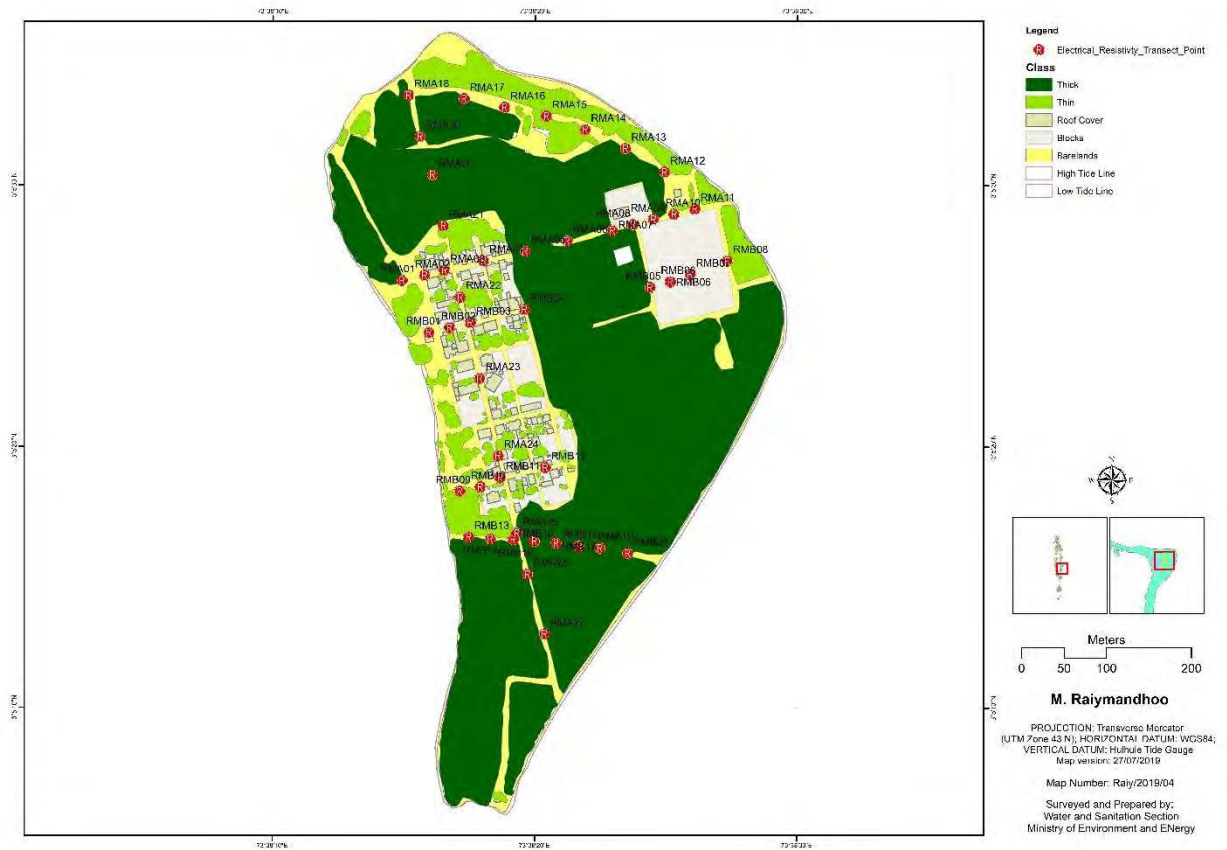 Legend
Electrical_Resistivty_Transect_Point
Class
Thick
Thin
Roof Cover
Blocks
Barelands
High Tide Line
Low Tide Line
RMA18
RMA17
RMA16
RMA15
RMA14
RMA13
RMA12
RMA11
RMA10
RMA08
RMA07
RMA21
RMB08
RMA01
RMA02
RMA22
RMB05
RMB06
RMB06
RMB01
RMB02
RMB03
RMA23
RMA24
RMB11
RMB09
RMB13
RMA27
N
W
Meters
0 50 100 200
M. Raiymandhoo
PROJECTION: Transverse Mercator
(UTM Zone 43 N); HORIZONTAL DATUM: WGS84;
VERTICAL DATUM: Hulhule Tide Gauge
Map version: 27/07/2019
Map Number: Raiy/2019/04
Surveyed and Prepared by:
Water and Sanitation Section
Ministry of Environment and ENergy